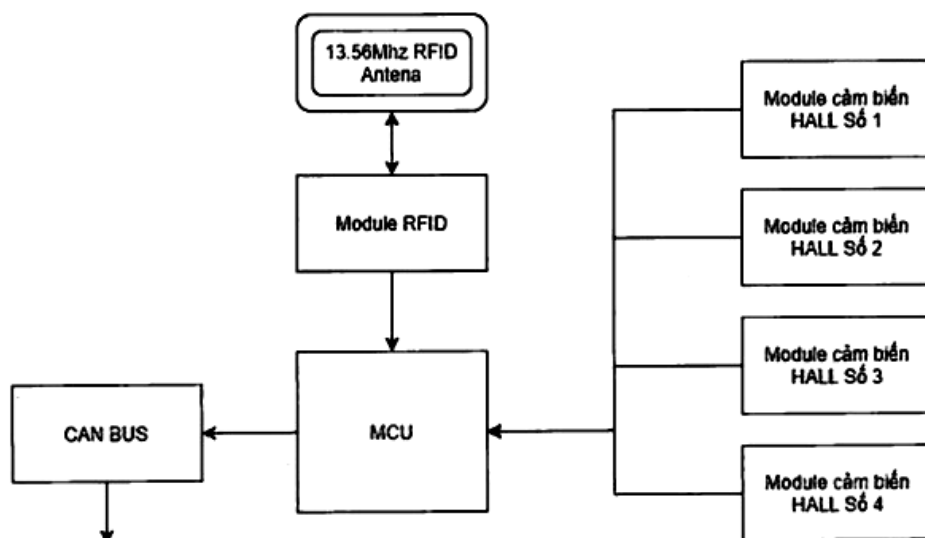 13.56Mhz RFID
Antena
Module cảm biến
HALL Số 1
Module RFID
Module cảm biến
HALL Số 2
Module cảm biến
HALL Số 3
CAN BUS
MCU
Module cảm biến
HALL Số 4